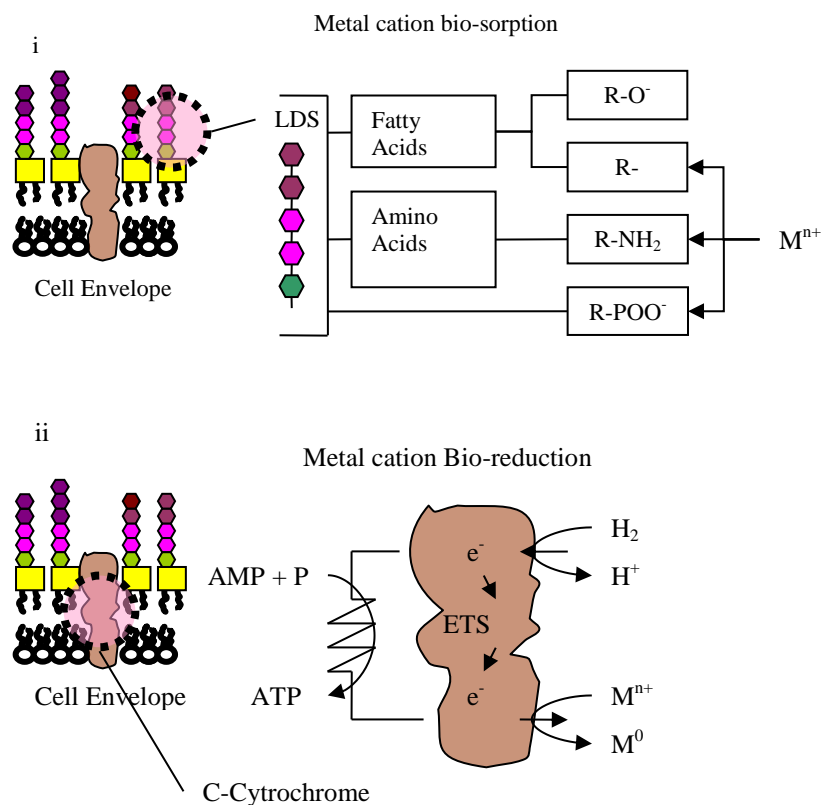 Metal cation bio-sorption
i
LDS
Fatty
Acids
Amino
Acids
R-O⁻
R-
R-NH₂
R-POO⁻
Mⁿ⁺
Cell Envelope
ii
Metal cation Bio-reduction
AMP + P
ATP
e⁻
ETS
e⁻
H₂
H⁺
Mⁿ⁺
M⁰
Cell Envelope
C-Cytrochrome